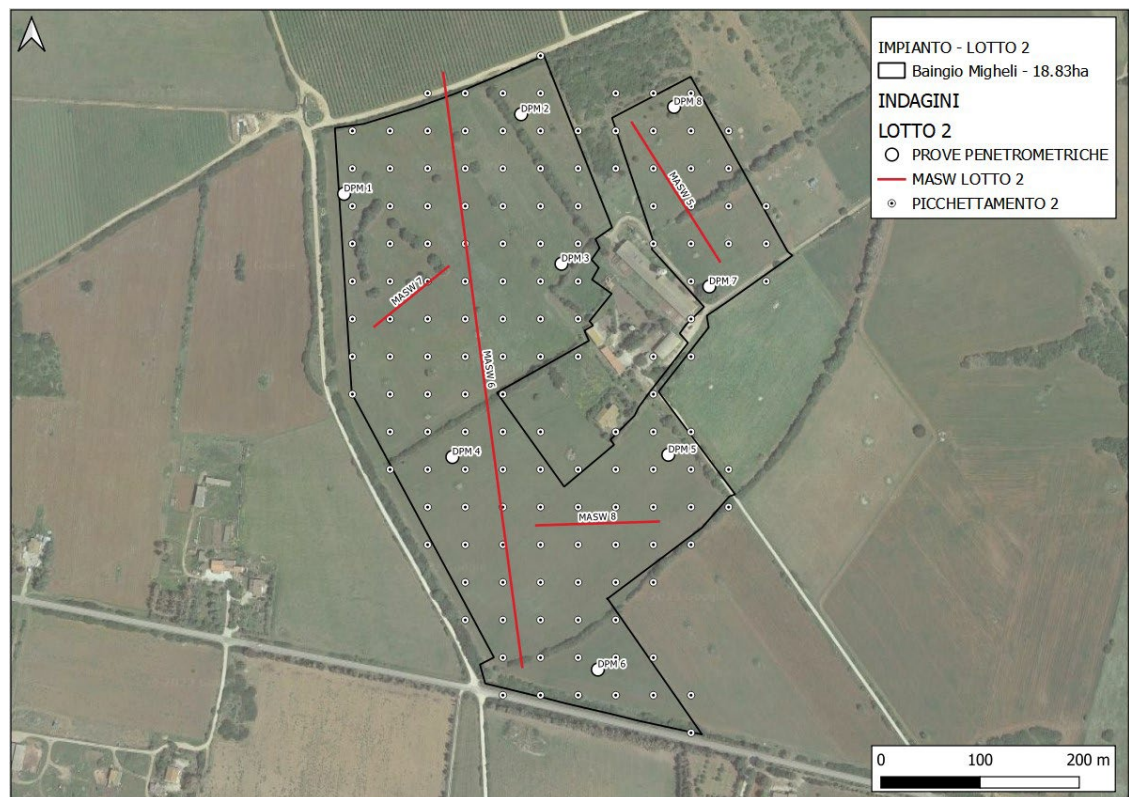 IMPIANTO - LOTTO 2
Baingio Migheli - 18.83ha
INDAGINI
LOTTO 2
PROVE PENETROMETRICHE
MASW LOTTO 2
PICCHETTAMENTO 2
DPM 8
DPM 2
DPM 1
MASW 5
DPM 3
DPM 7
MASW 7
MASW 6
DPM 4
DPM 5
MASW 8
DPM 6
0 100 200 m